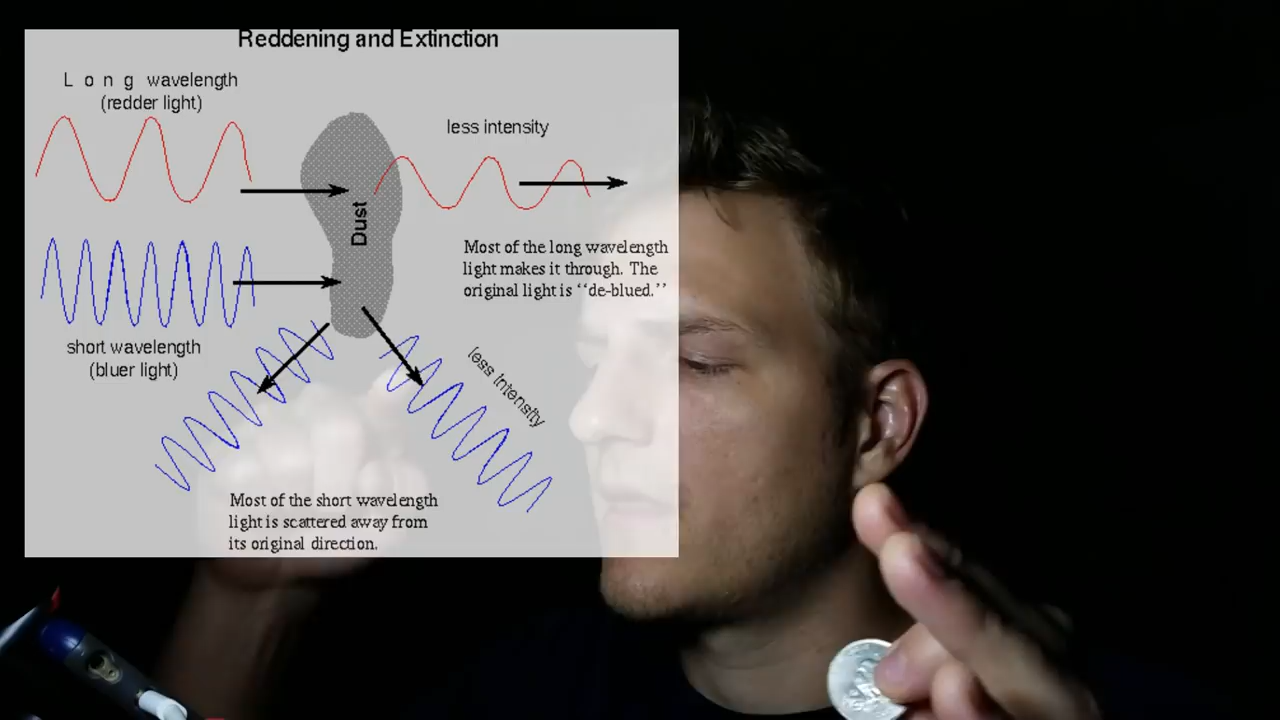 Reddening and Extinction
L o n g wavelength
(redder light)
less intensity
Dust
Most of the long wavelength
light makes it through. The
original light is ‘‘de-blued.’’
short wavelength
(bluer light)
less intensity
Most of the short wavelength
light is scattered away from
its original direction.